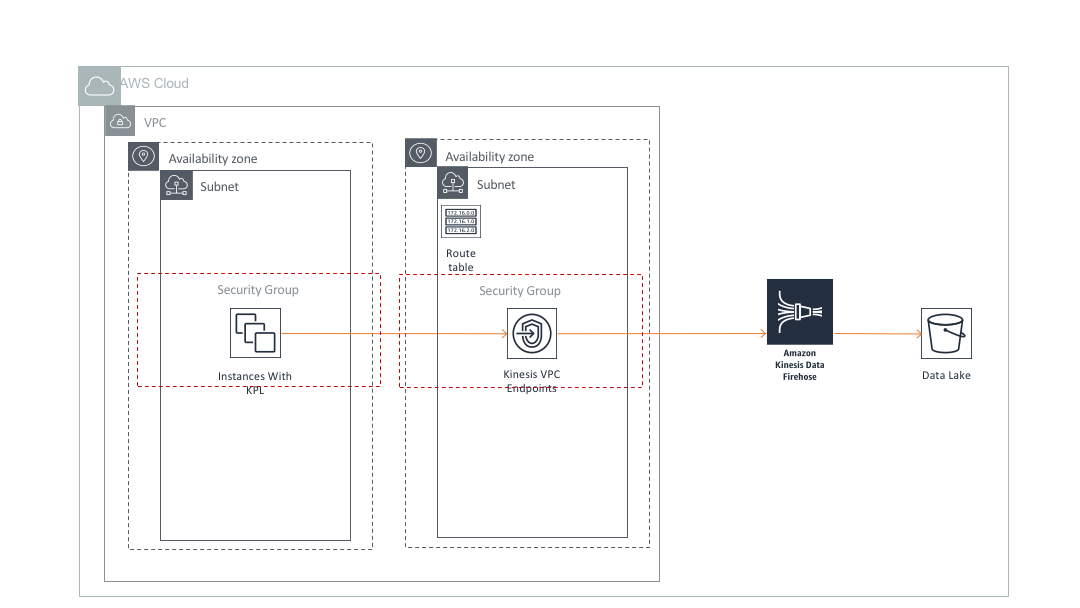 AWS Cloud
VPC
Availability zone
Subnet
Availability zone
Subnet
172.16.0.0
172.16.1.0
172.16.2.0
Route
table
Security Group
Security Group
Instances With
KPL
Kinesis VPC
Endpoints
Amazon
Kinesis Data
Firehose
Data Lake